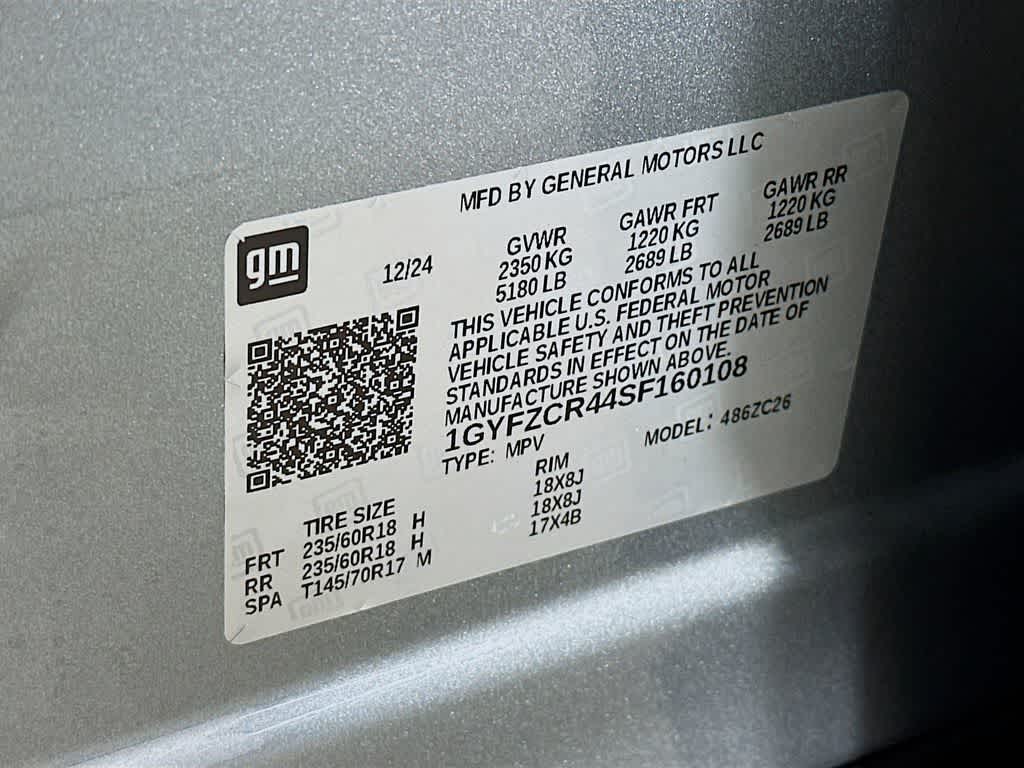 MFD BY GENERAL MOTORS LLC
gm
12/24
GVWR GAWR FRT GAWR RR
2350 KG 1220 KG 1220 KG
5180 LB 2689 LB 2689 LB
THIS VEHICLE CONFORMS TO ALL
APPLICABLE U.S. FEDERAL MOTOR
VEHICLE SAFETY AND THEFT PREVENTION
STANDARDS IN EFFECT ON THE DATE OF
MANUFACTURE SHOWN ABOVE.
1GYFZCR44SF160108
TYPE: MPV MODEL: 486ZC26
TIRE SIZE RIM
FRT 235/60R18 H 18X8J
RR 235/60R18 H 18X8J
SPA T145/70R17 M 17X4B